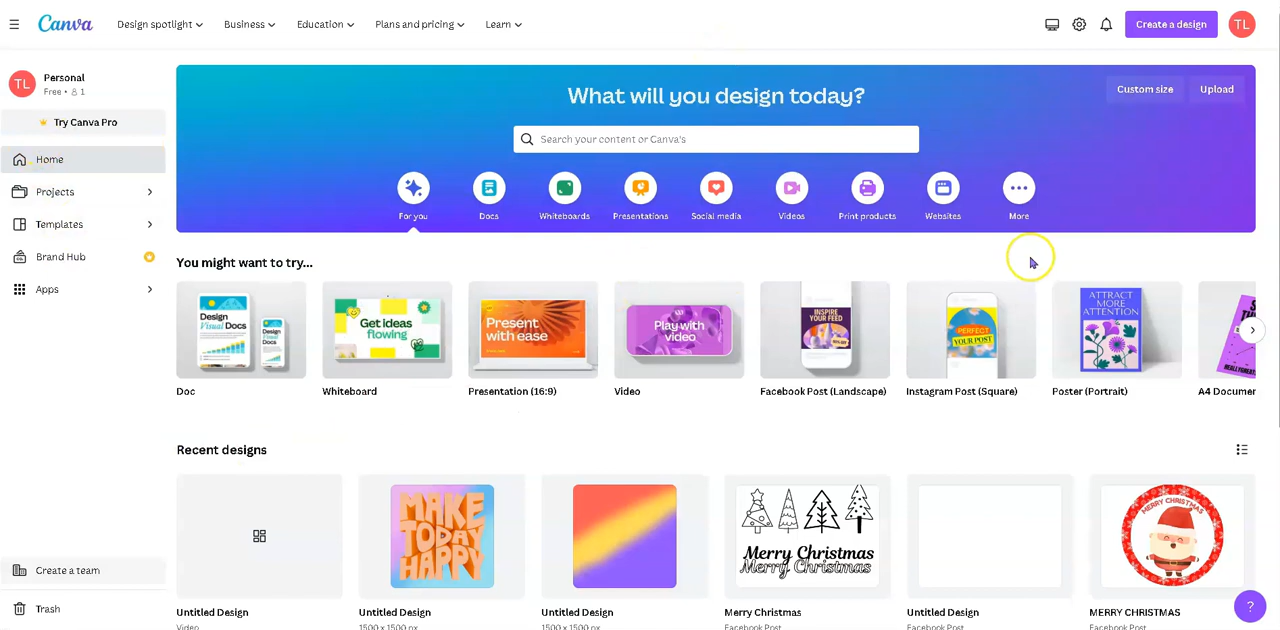 Canva
Design spotlight
Business
Education
Plans and pricing
Learn
Create a design
TL
TL
Personal
Free • 1
Try Canva Pro
Home
Projects
Templates
Brand Hub
Apps
Create a team
Trash
What will you design today?
Custom size
Upload
Search your content or Canva's
For you
Docs
Whiteboards
Presentations
Social media
Videos
Print products
Websites
More
You might want to try...
Design
Visual Docs
Design
Visual
Docs
Get ideas
flowing
Present
with ease
Play with
video
INSPIRE
YOUR FEED
PERFECT
YOUR POST
ATTRACT
MORE
ATTENTION
Doc
Whiteboard
Presentation (16:9)
Video
Facebook Post (Landscape)
Instagram Post (Square)
Poster (Portrait)
A4 Documen
Recent designs
MAKE
TODAY
HAPPY
Merry Christmas
Merry Christmas
MERRY CHRISTMAS
Untitled Design
Video
Untitled Design
1500 x 1500 px
Untitled Design
1500 x 1500 px
Merry Christmas
Facebook Post
Untitled Design
Facebook Post
MERRY CHRISTMAS
Facebook Post
?